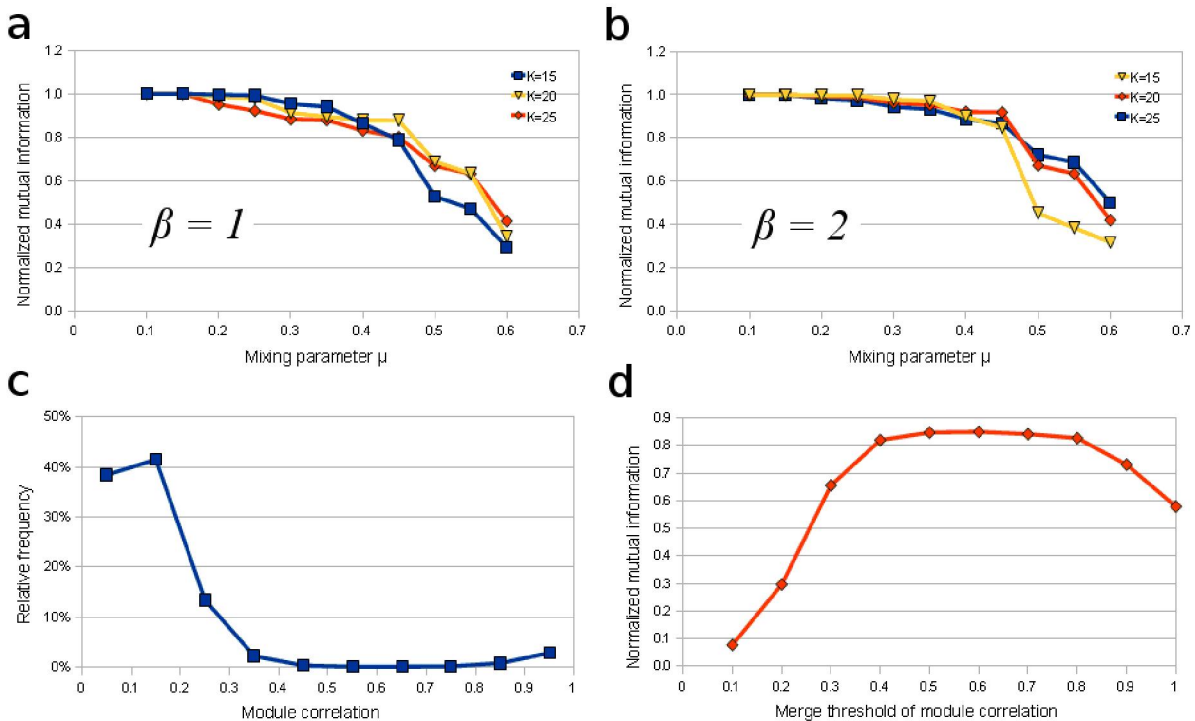 a
1.2
1.0
0.8
0.6
0.4
0.2
0.0
Normalized mutual information
K=15
K=20
K=25
β = 1
0 0.1 0.2 0.3 0.4 0.5 0.6 0.7
Mixing parameter µ
b
1.2
1.0
0.8
0.6
0.4
0.2
0.0
Normalized mutual information
K=15
K=20
K=25
β = 2
0.0 0.1 0.2 0.3 0.4 0.5 0.6 0.7
Mixing parameter µ
c
50%
40%
30%
20%
10%
0%
Relative frequency
0 0.1 0.2 0.3 0.4 0.5 0.6 0.7 0.8 0.9 1
Module correlation
d
0.9
0.8
0.7
0.6
0.5
0.4
0.3
0.2
0.1
0.0
Normalized mutual information
0 0.1 0.2 0.3 0.4 0.5 0.6 0.7 0.8 0.9 1
Merge threshold of module correlation